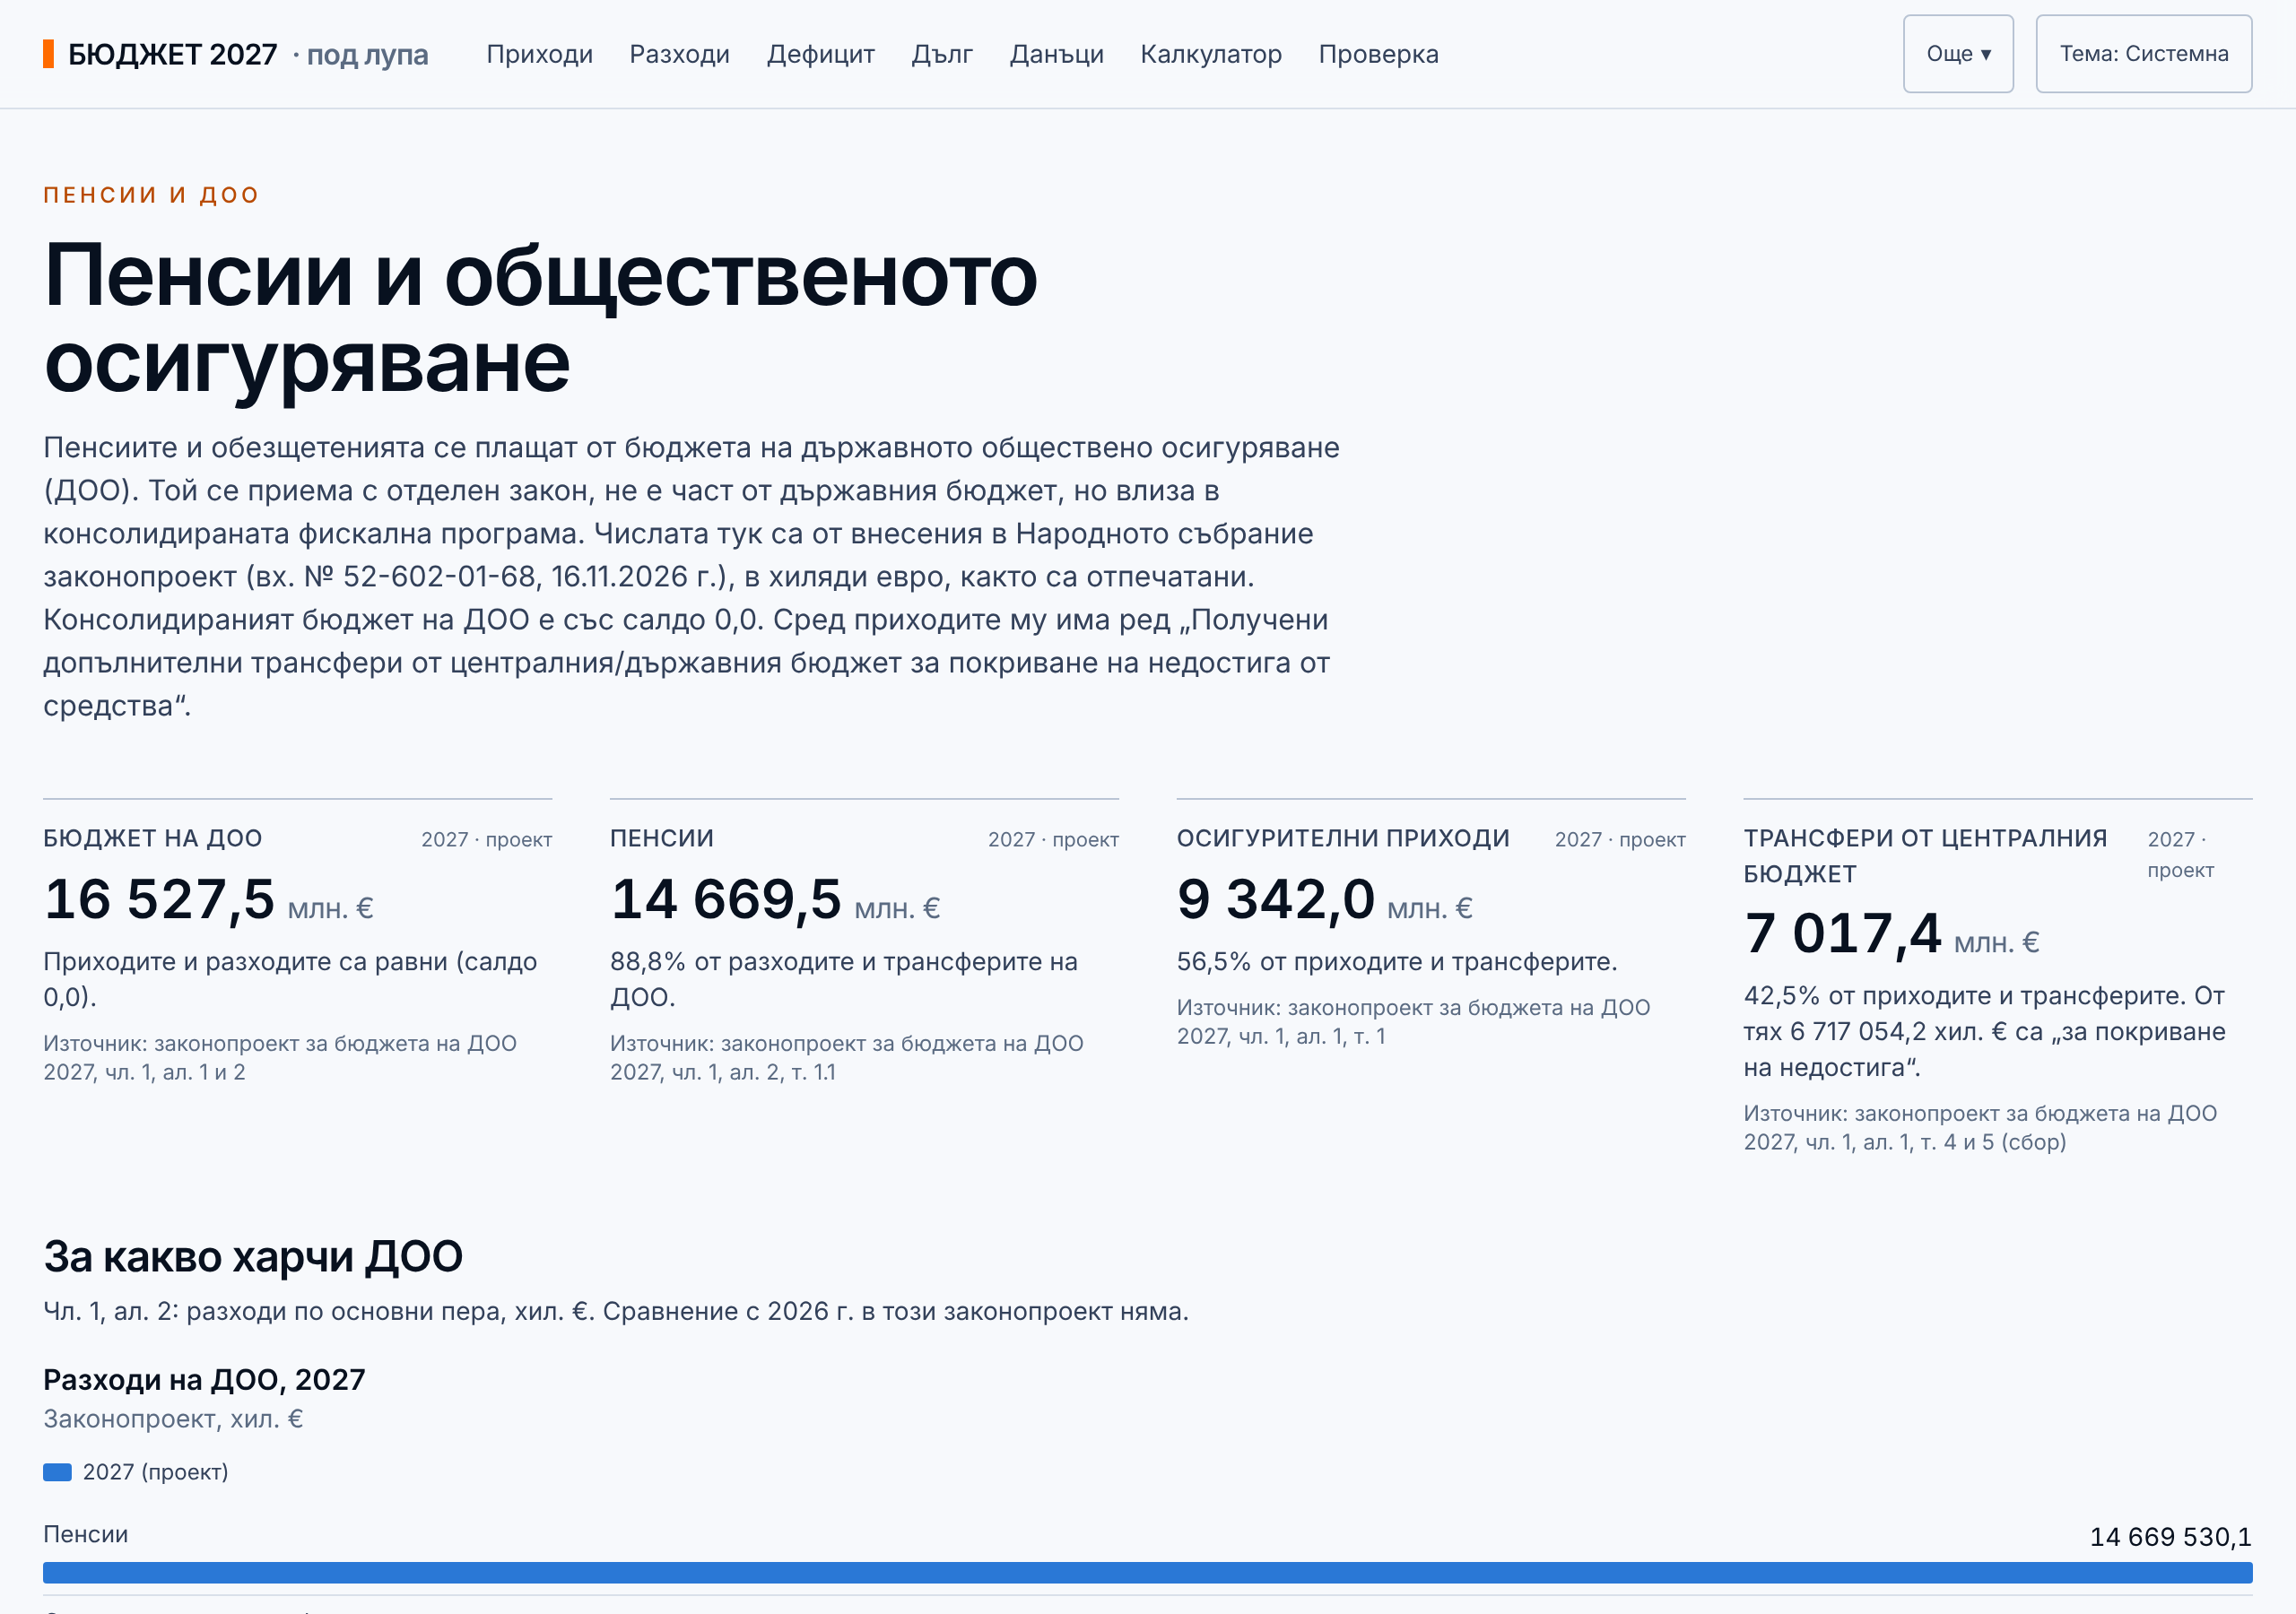 БЮДЖЕТ 2027 · под лупа
Приходи Разходи Дефицит Дълг Данъци Калкулатор Проверка
Още ▾ Тема: Системна
ПЕНСИИ И ДОО
Пенсии и общественото
осигуряване
Пенсиите и обезщетенията се плащат от бюджета на държавното обществено осигуряване
(ДОО). Той се приема с отделен закон, не е част от държавния бюджет, но влиза в
консолидираната фискална програма. Числата тук са от внесения в Народното събрание
законопроект (вх. № 52-602-01-68, 16.11.2026 г.), в хиляди евро, както са отпечатани.
Консолидираният бюджет на ДОО е със салдо 0,0. Сред приходите му има ред „Получени
допълнителни трансфери от централния/държавния бюджет за покриване на недостига от
средства“.
БЮДЖЕТ НА ДОО 2027 · проект
16 527,5 млн. €
Приходите и разходите са равни (салдо
0,0).
Източник: законопроект за бюджета на ДОО
2027, чл. 1, ал. 1 и 2
ПЕНСИИ 2027 · проект
14 669,5 млн. €
88,8% от разходите и трансферите на
ДОО.
Източник: законопроект за бюджета на ДОО
2027, чл. 1, ал. 2, т. 1.1
ОСИГУРИТЕЛНИ ПРИХОДИ 2027 · проект
9 342,0 млн. €
56,5% от приходите и трансферите.
Източник: законопроект за бюджета на ДОО
2027, чл. 1, ал. 1, т. 1
ТРАНСФЕРИ ОТ ЦЕНТРАЛНИЯ 2027 ·
БЮДЖЕТ проект
7 017,4 млн. €
42,5% от приходите и трансферите. От
тях 6 717 054,2 хил. € са „за покриване
на недостига“.
Източник: законопроект за бюджета на ДОО
2027, чл. 1, ал. 1, т. 4 и 5 (сбор)
За какво харчи ДОО
Чл. 1, ал. 2: разходи по основни пера, хил. €. Сравнение с 2026 г. в този законопроект няма.
Разходи на ДОО, 2027
Законопроект, хил. €
2027 (проект)
Пенсии 14 669 530,1